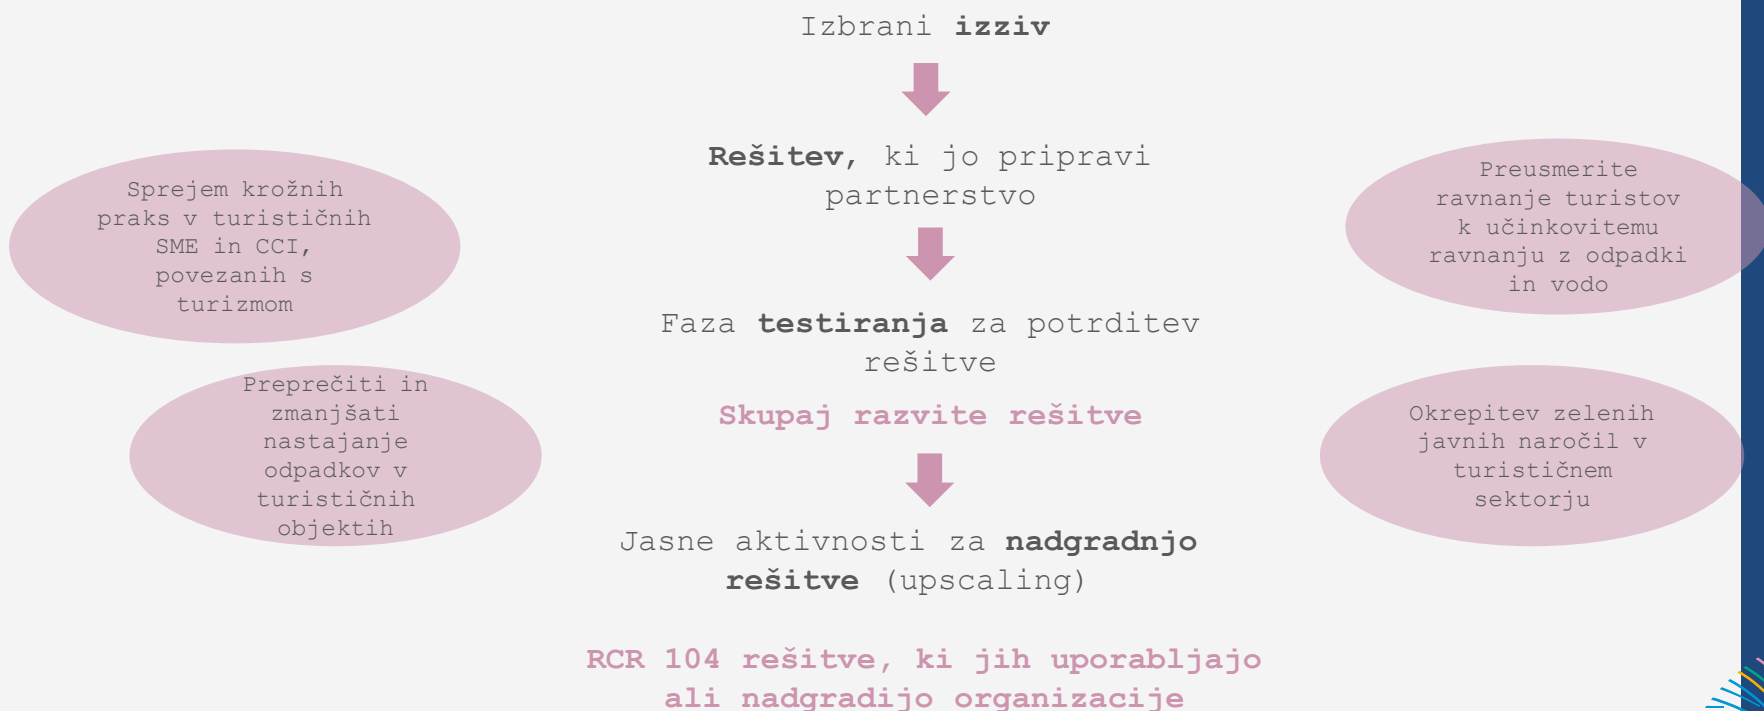 Izbrani izziv
Rešitev, ki jo pripravi
partnerstvo
Faza testiranja za potrditev
rešitve
Skupaj razvite rešitve
Jasne aktivnosti za nadgradnjo
rešitve (upscaling)
RCR 104 rešitve, ki jih uporabljajo
ali nadgradijo organizacije
Sprejem krožnih
praks v turističnih
SME in CCI,
povezanih s
turizmom
Preprečiti in
zmanjšati
nastajanje
odpadkov v
turističnih
objektih
Preusmerite
ravnanje turistov
k učinkovitemu
ravnanju z odpadki
in vodo
Okrepitev zelenih
javnih naročil v
turističnem
sektorju